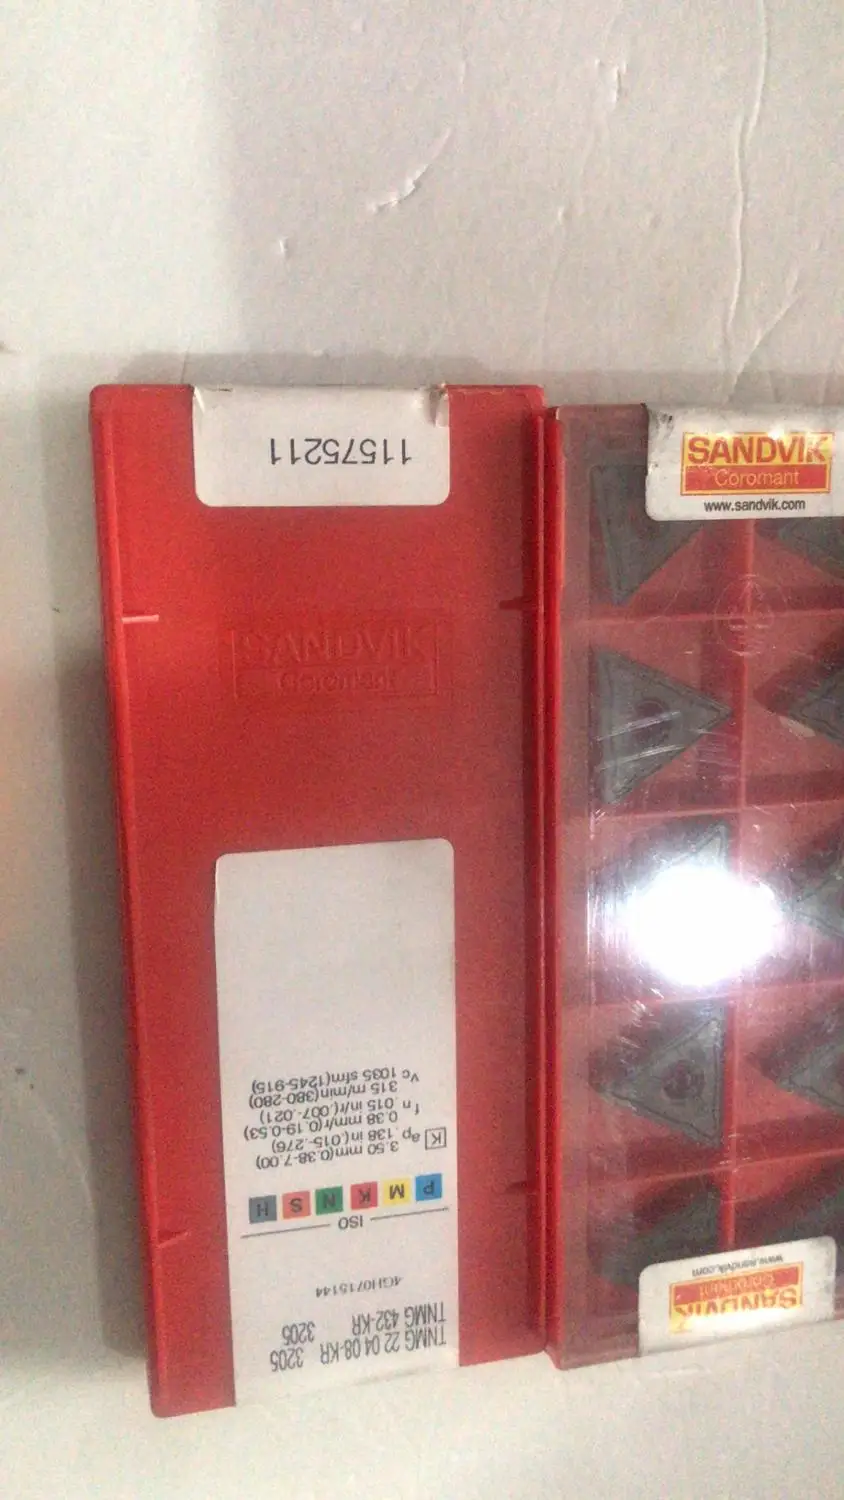 11575211
SANDVIK
Coromant
TNMG 22 04 08-KR 3205
TNMG 432-KR 3205
4GH0715144
ISO
P M K N S H
K
3.50 mm(0.38-7.00)
ap .138 in(.015-.276)
0.38 mm/r(0.19-0.53)
fn .015 in/r(.007-.021)
315 m/min(380-280)
Vc 1035 sfm(1245-915)
SANDVIK
Coromant
www.sandvik.com
SANDVIK
Coromant
www.sandvik.com